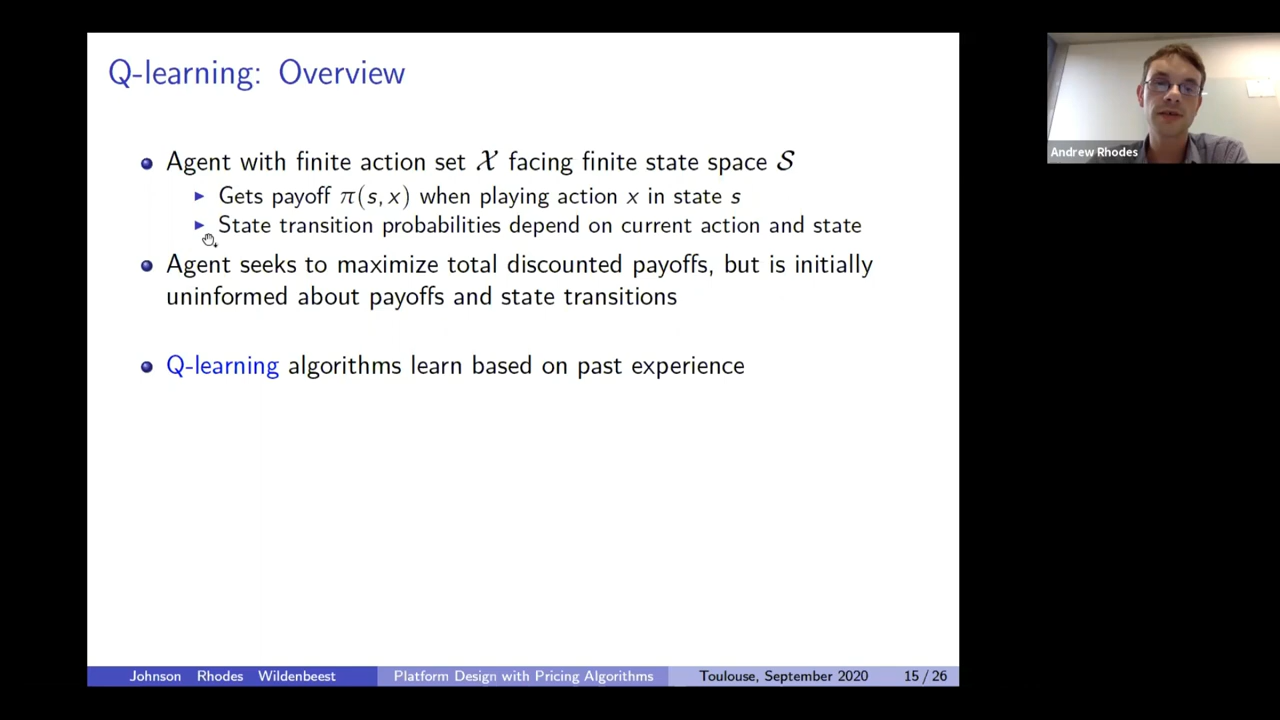 Q-learning: Overview
Agent with finite action set 𝒳 facing finite state space 𝒮
Gets payoff π(s, x) when playing action x in state s
State transition probabilities depend on current action and state
Agent seeks to maximize total discounted payoffs, but is initially
uninformed about payoffs and state transitions
Q-learning algorithms learn based on past experience
Johnson Rhodes Wildenbeest Platform Design with Pricing Algorithms Toulouse, September 2020 15 / 26
Andrew Rhodes